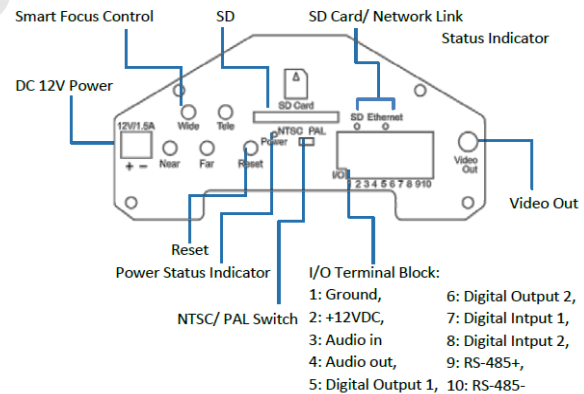 Smart Focus Control
SD
SD Card/ Network Link
Status Indicator
DC 12V Power
SD Card
SD Ethernet
12V/1.5A
Wide
Tele
NTSC PAL
Power
+ −
Near
Far
Reset
I/O
1 2 3 4 5 6 7 8 9 10
Video
Out
Video Out
Reset
Power Status Indicator
NTSC/ PAL Switch
I/O Terminal Block:
1: Ground,
2: +12VDC,
3: Audio in
4: Audio out,
5: Digital Output 1,
6: Digital Output 2,
7: Digital Intput 1,
8: Digital Intput 2,
9: RS-485+,
10: RS-485-